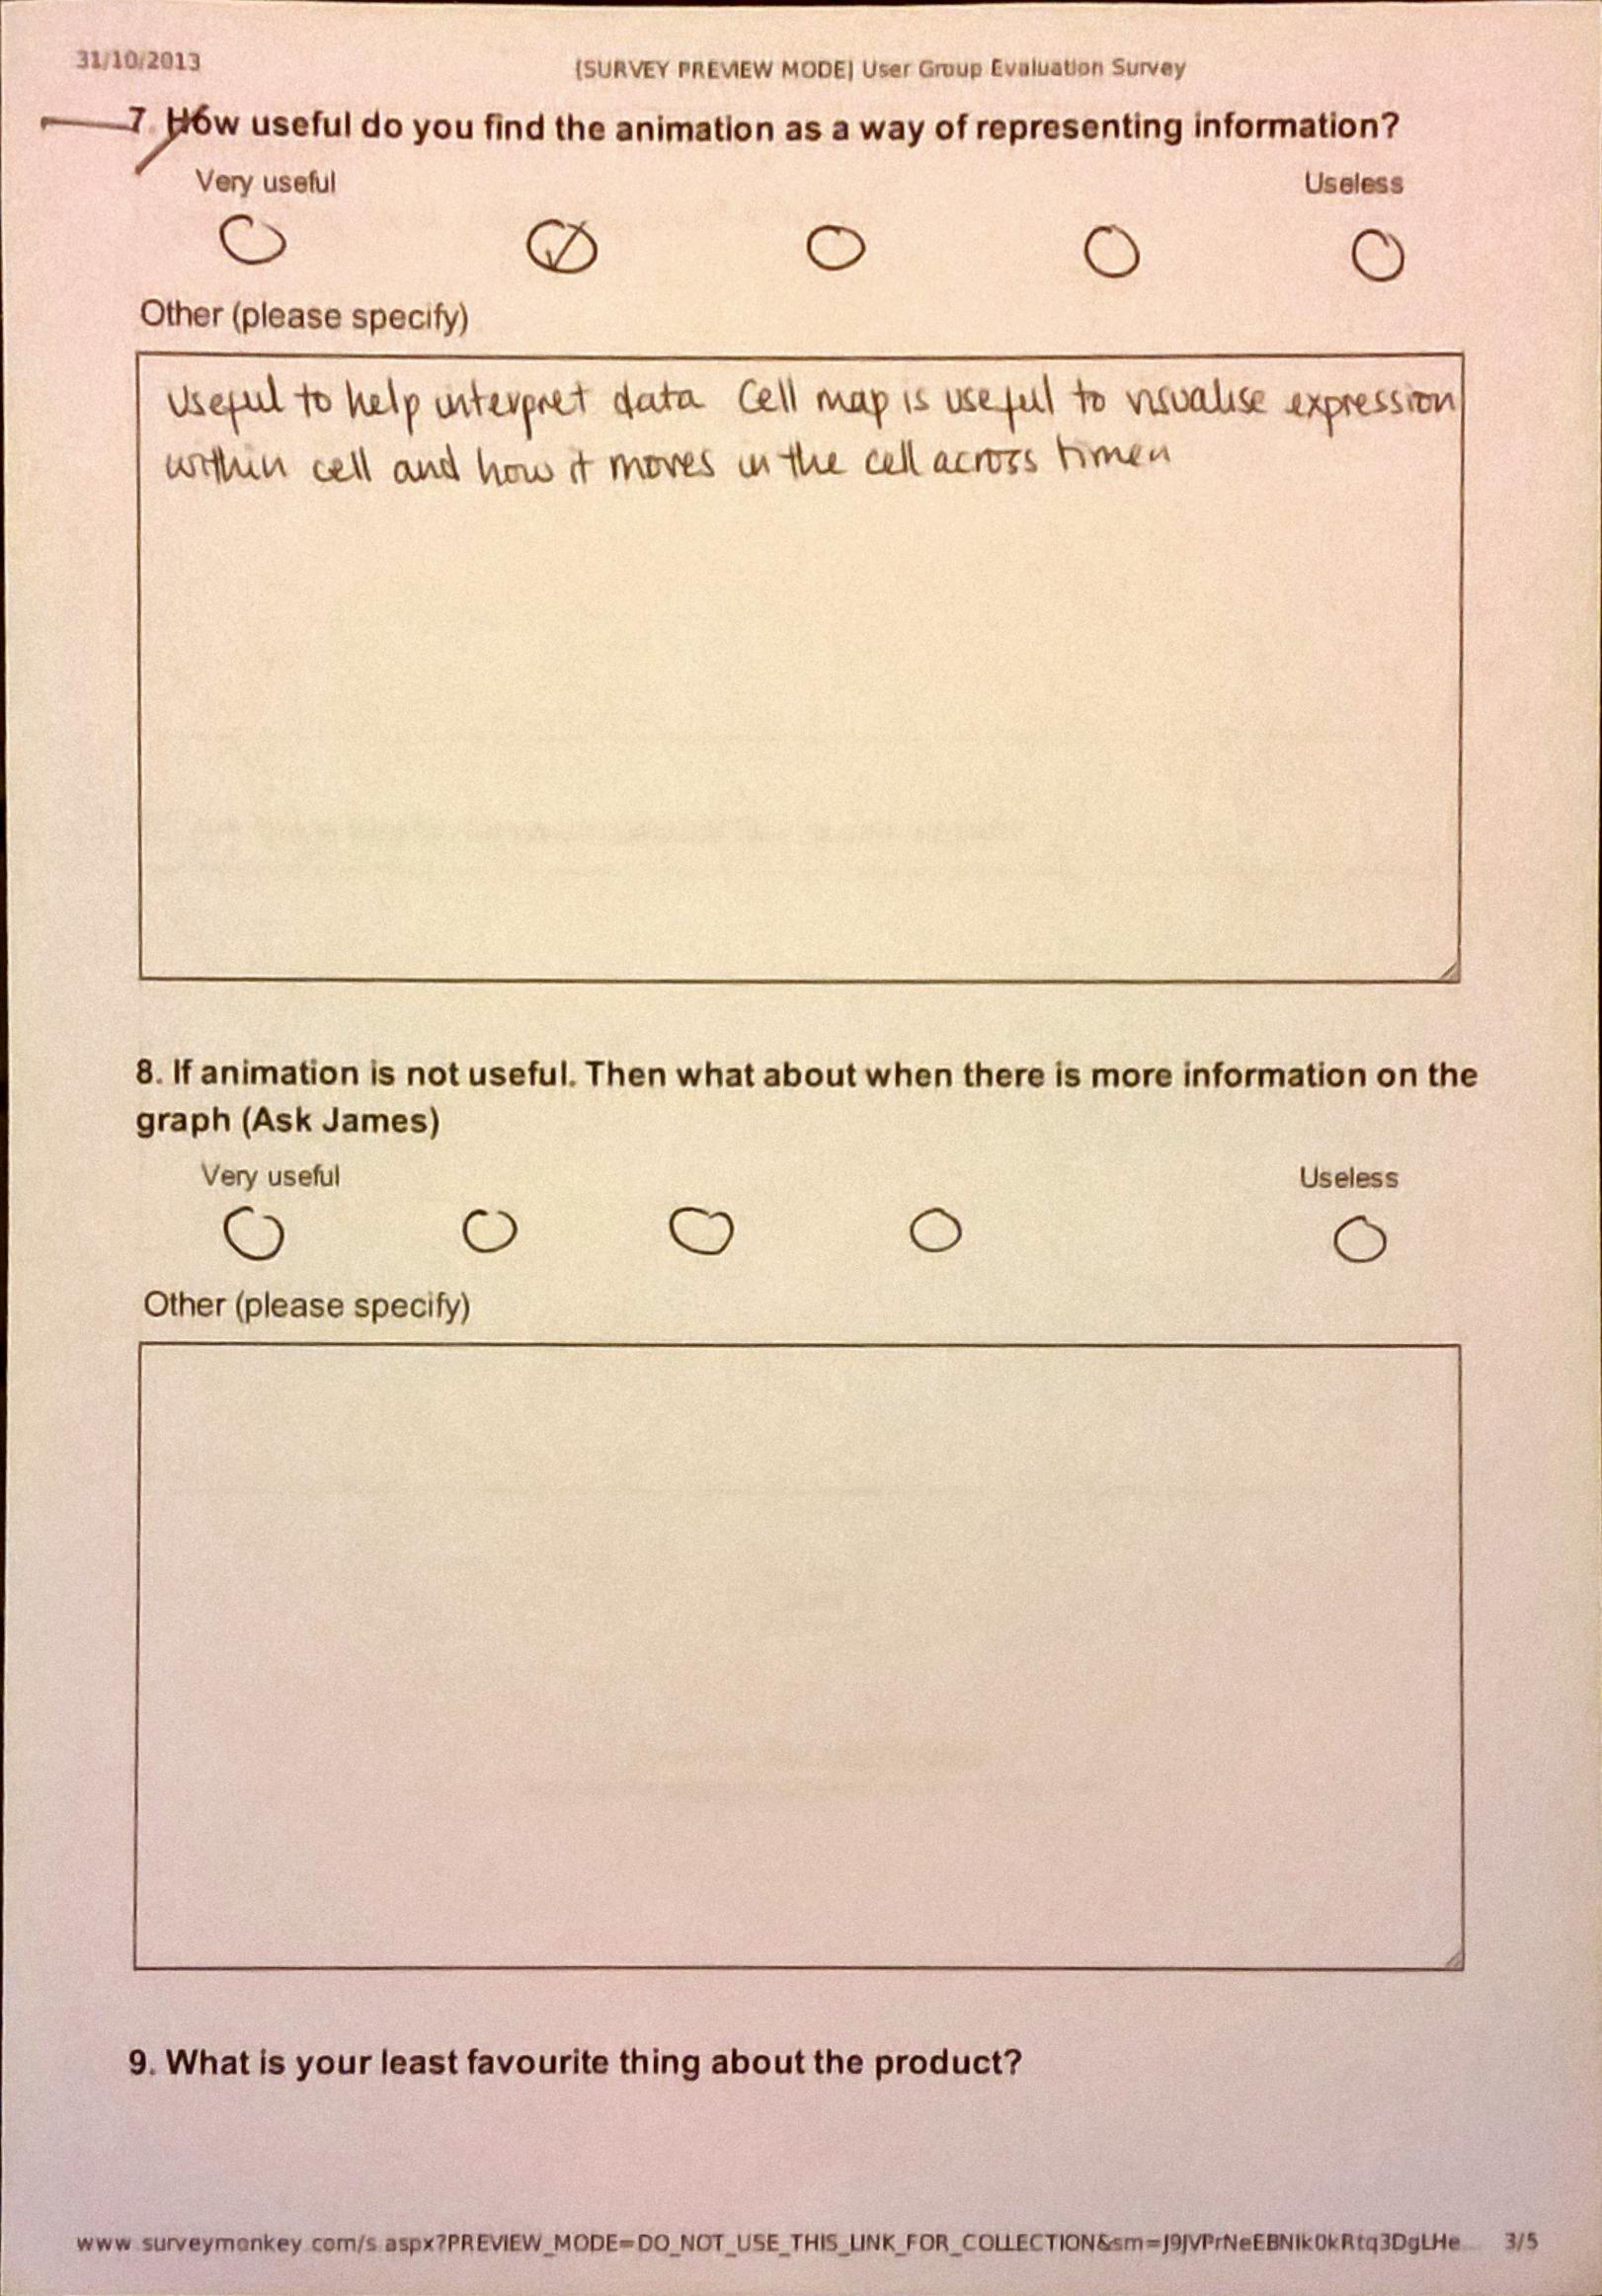 31/10/2013
[SURVEY PREVIEW MODE] User Group Evaluation Survey
7. How useful do you find the animation as a way of representing information?
Very useful
Useless
Other (please specify)
Useful to help interpret data Cell map is useful to visualise expression
within cell and how it moves in the cell across
8. If animation is not useful. Then what about when there is more information on the
graph (Ask James)
Very useful
Useless
Other (please specify)
9. What is your least favourite thing about the product?
www.surveymonkey.com/s.aspx?PREVIEW_MODE=DO_NOT_USE_THIS_LINK_FOR_COLLECTION&sm=J9JVPrNeEBNIk0kRtq3DgLHe... 3/5